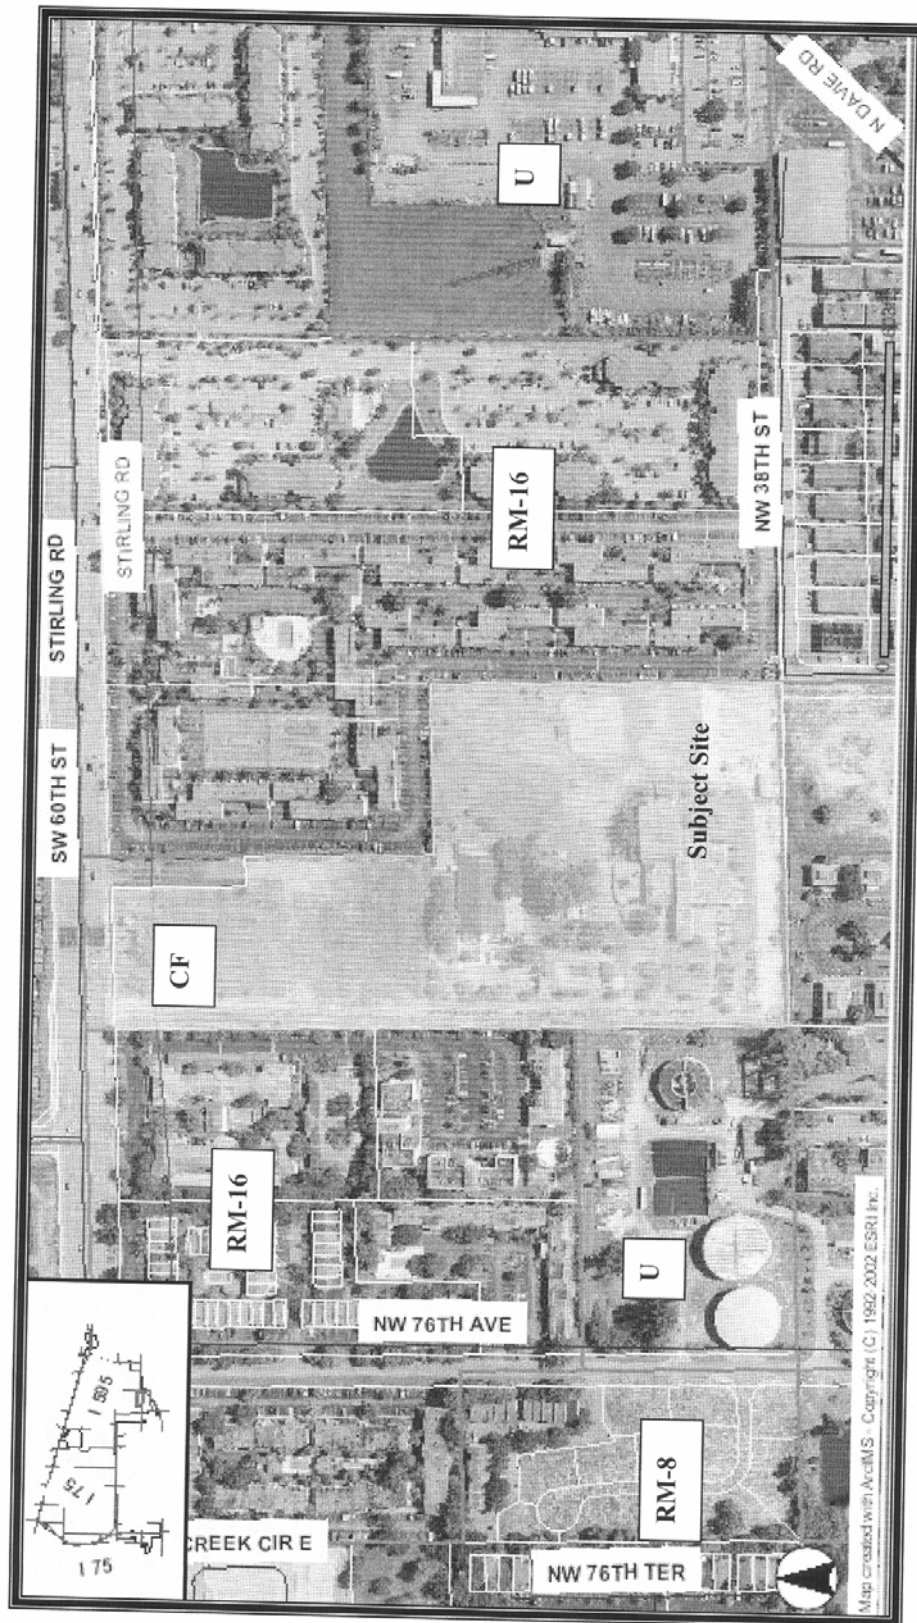 SW 60TH ST
STIRLING RD
STIRLING RD
N DAVIE RD
U
CF
RM-16
RM-16
NW 38TH ST
Subject Site
NW 76TH AVE
U
RM-8
CREEK CIR E
NW 76TH TER
I 75
I 75
I 595
Map created with ArcIMS - Copyright (C) 1992-2002 ESRI Inc.